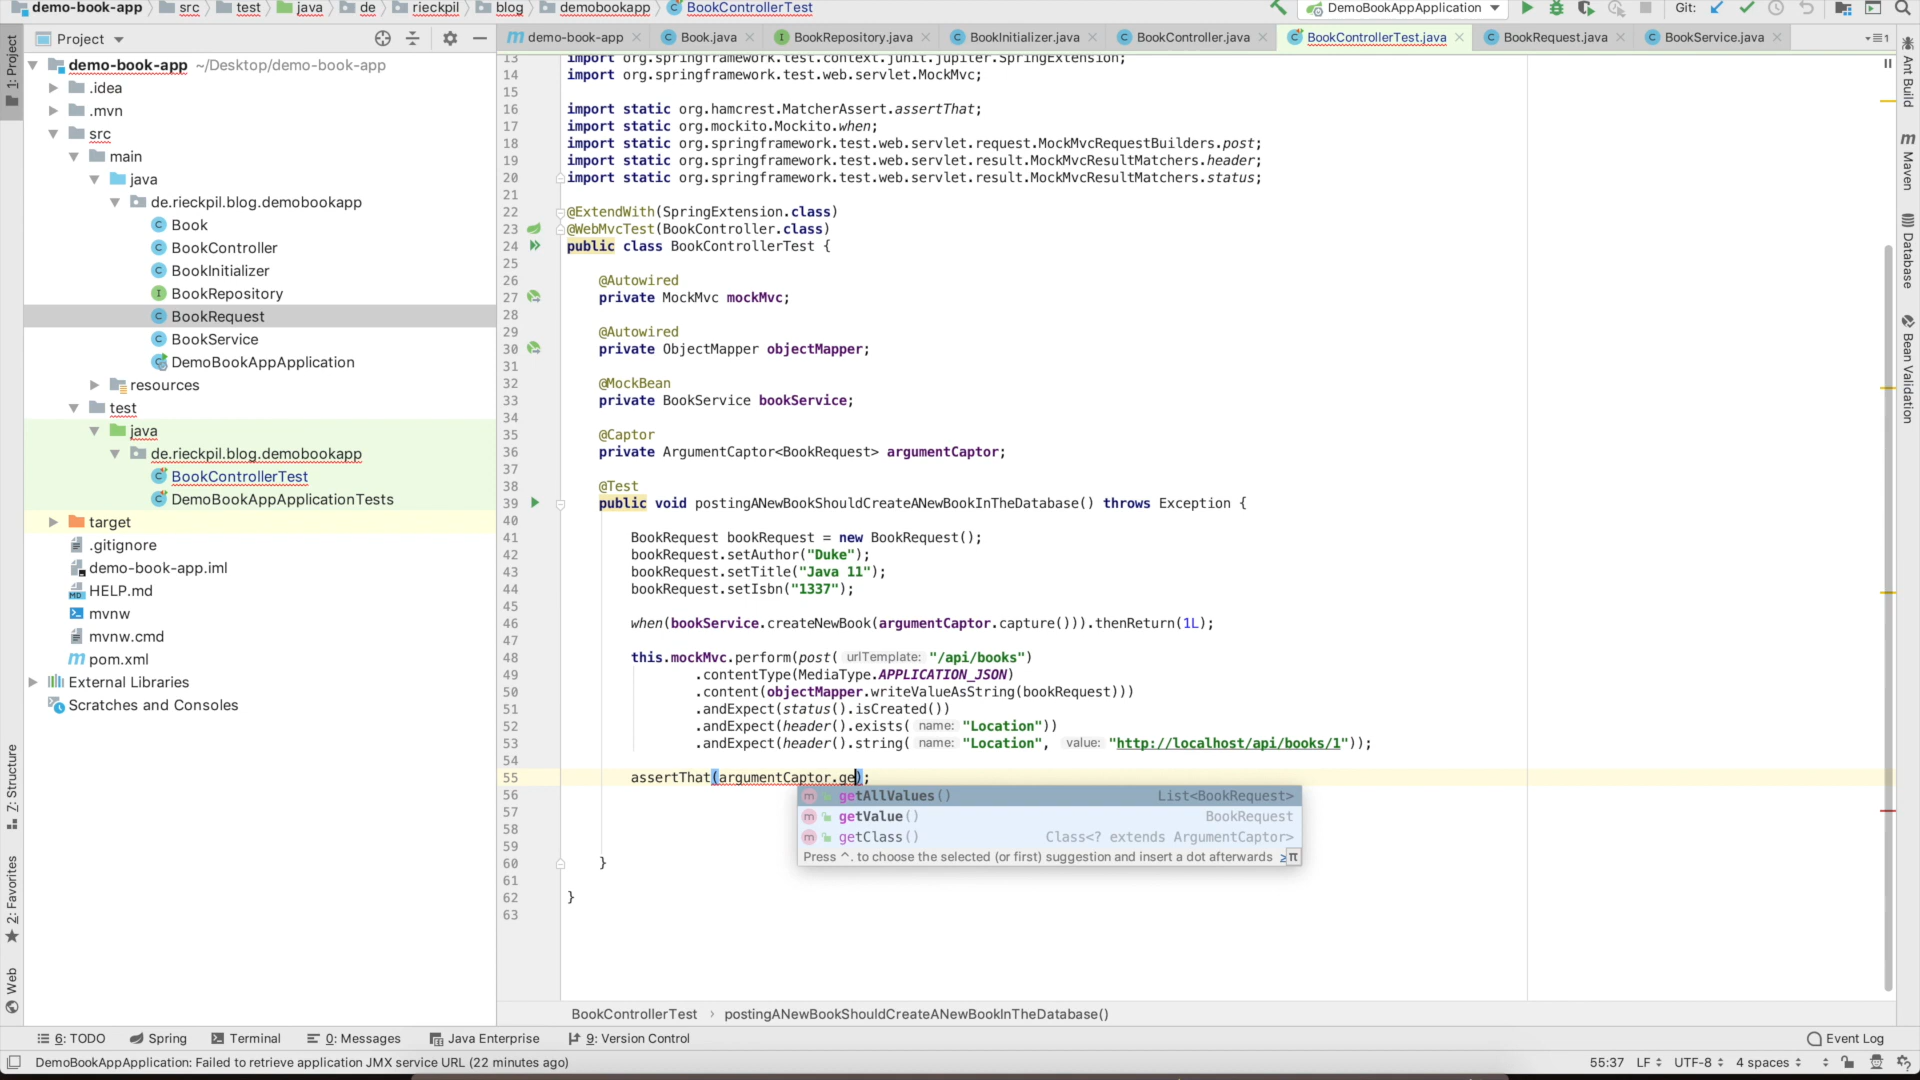 demo-book-app src test java de rieckpil blog demobookapp BookControllerTest DemoBookAppApplication Git:
Project
demo-book-app Book.java BookRepository.java BookInitializer.java BookController.java BookControllerTest.java BookRequest.java BookService.java
1: Project
Z: Structure
2: Favorites
Web
demo-book-app ~/Desktop/demo-book-app
.idea
.mvn
src
main
java
de.rieckpil.blog.demobookapp
Book
BookController
BookInitializer
BookRepository
BookRequest
BookService
DemoBookAppApplication
resources
test
java
de.rieckpil.blog.demobookapp
BookControllerTest
DemoBookAppApplicationTests
target
.gitignore
demo-book-app.iml
HELP.md
mvnw
mvnw.cmd
pom.xml
External Libraries
Scratches and Consoles
13 import org.springframework.test.context.junit.jupiter.SpringExtension;
14 import org.springframework.test.web.servlet.MockMvc;
15
16 import static org.hamcrest.MatcherAssert.assertThat;
17 import static org.mockito.Mockito.when;
18 import static org.springframework.test.web.servlet.request.MockMvcRequestBuilders.post;
19 import static org.springframework.test.web.servlet.result.MockMvcResultMatchers.header;
20 import static org.springframework.test.web.servlet.result.MockMvcResultMatchers.status;
21
22 @ExtendWith(SpringExtension.class)
23 @WebMvcTest(BookController.class)
24 public class BookControllerTest {
25
26 @Autowired
27 private MockMvc mockMvc;
28
29 @Autowired
30 private ObjectMapper objectMapper;
31
32 @MockBean
33 private BookService bookService;
34
35 @Captor
36 private ArgumentCaptor<BookRequest> argumentCaptor;
37
38 @Test
39 public void postingANewBookShouldCreateANewBookInTheDatabase() throws Exception {
40
41 BookRequest bookRequest = new BookRequest();
42 bookRequest.setAuthor("Duke");
43 bookRequest.setTitle("Java 11");
44 bookRequest.setIsbn("1337");
45
46 when(bookService.createNewBook(argumentCaptor.capture())).thenReturn(1L);
47
48 this.mockMvc.perform(post( urlTemplate: "/api/books")
49 .contentType(MediaType.APPLICATION_JSON)
50 .content(objectMapper.writeValueAsString(bookRequest)))
51 .andExpect(status().isCreated())
52 .andExpect(header().exists( name: "Location"))
53 .andExpect(header().string( name: "Location", value: "http://localhost/api/books/1"));
54
55 assertThat(argumentCaptor.ge);
56
57
58
59
60 }
61
62 }
63
getAllValues() List<BookRequest>
getValue() BookRequest
getClass() Class<? extends ArgumentCaptor>
Press ^. to choose the selected (or first) suggestion and insert a dot afterwards ≥ π
BookControllerTest › postingANewBookShouldCreateANewBookInTheDatabase()
Ant Build
Maven
Database
Bean Validation
6: TODO Spring Terminal 0: Messages Java Enterprise 9: Version Control Event Log
DemoBookAppApplication: Failed to retrieve application JMX service URL (22 minutes ago) 55:37 LF UTF-8 4 spaces